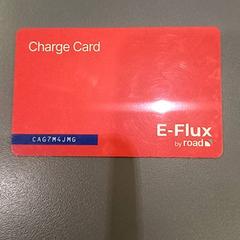 Charge Card
CAG7M4JMG
E-Flux
by road